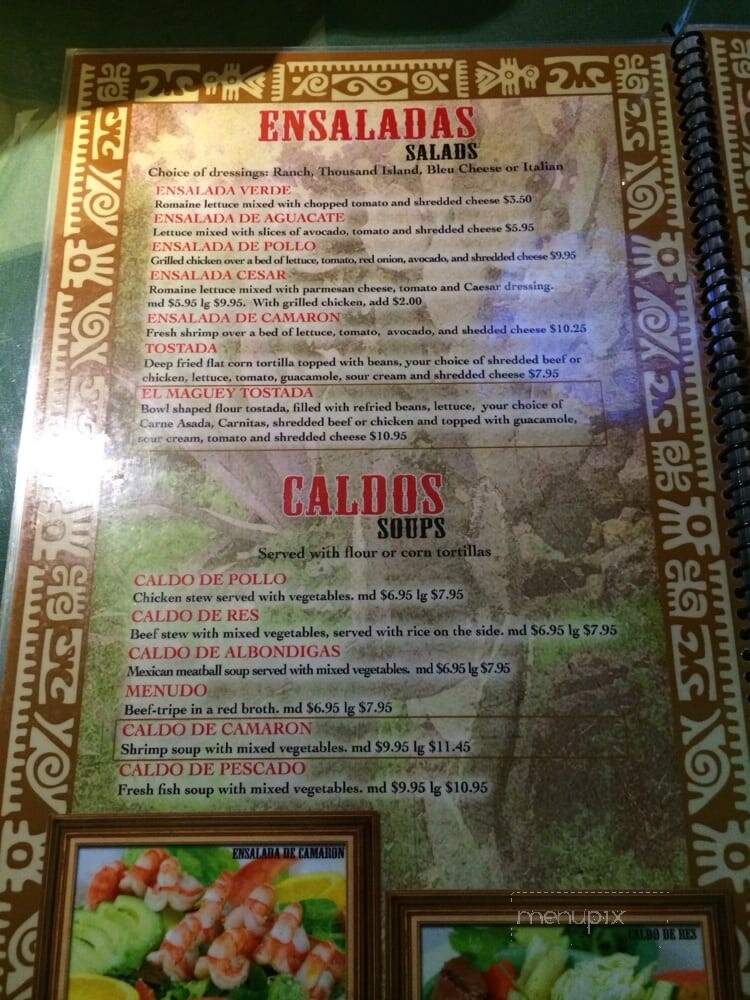 ENSALADAS
SALADS
Choice of dressings: Ranch, Thousand Island, Bleu Cheese or Italian
ENSALADA VERDE
Romaine lettuce mixed with chopped tomato and shredded cheese $3.50
ENSALADA DE AGUACATE
Lettuce mixed with slices of avocado, tomato and shredded cheese $5.95
ENSALADA DE POLLO
Grilled chicken over a bed of lettuce, tomato, red onion, avocado, and shredded cheese $9.95
ENSALADA CESAR
Romaine lettuce mixed with parmesan cheese, tomato and Caesar dressing.
md $5.95 lg $9.95. With grilled chicken, add $2.00
ENSALADA DE CAMARON
Fresh shrimp over a bed of lettuce, tomato, avocado, and shedded cheese $10.25
TOSTADA
Deep fried flat corn tortilla topped with beans, your choice of shredded beef or
chicken, lettuce, tomato, guacamole, sour cream and shredded cheese $7.95
EL MAGUEY TOSTADA
Bowl shaped flour tostada, filled with refried beans, lettuce, your choice of
Carne Asada, Carnitas, shredded beef or chicken and topped with guacamole,
sour cream, tomato and shredded cheese $10.95
CALDOS
SOUPS
Served with flour or corn tortillas
CALDO DE POLLO
Chicken stew served with vegetables. md $6.95 lg $7.95
CALDO DE RES
Beef stew with mixed vegetables, served with rice on the side. md $6.95 lg $7.95
CALDO DE ALBONDIGAS
Mexican meatball soup served with mixed vegetables. md $6.95 lg $7.95
MENUDO
Beef-tripe in a red broth. md $6.95 lg $7.95
CALDO DE CAMARON
Shrimp soup with mixed vegetables. md $9.95 lg $11.45
CALDO DE PESCADO
Fresh fish soup with mixed vegetables. md $9.95 lg $10.95
ENSALADA DE CAMARON
menupix
CALDO DE RES